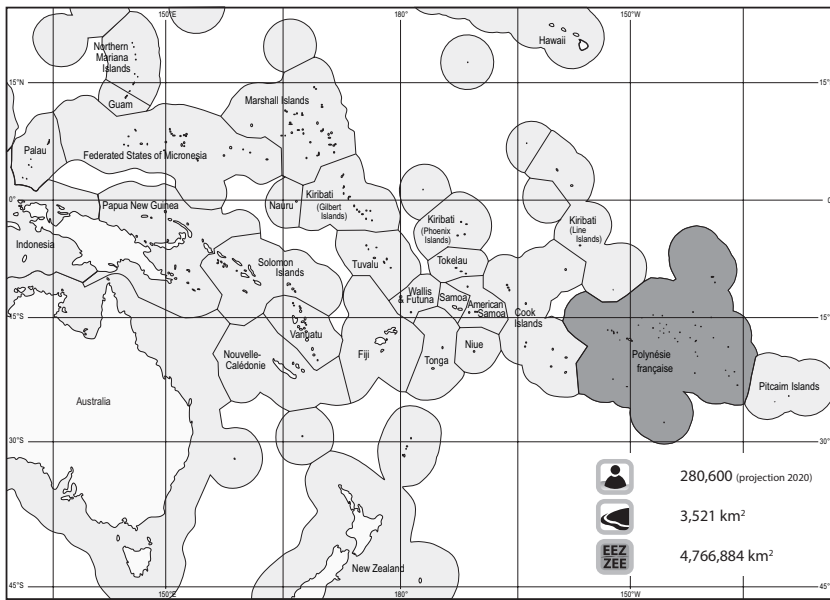 150°E
180°
150°W
Hawaii
Northern
Mariana
Islands
15°N
15°
Guam
Marshall Islands
Palau
Federated States of Micronesia
0°
Papua New Guinea
Nauru
Kiribati
(Gilbert
Islands)
Kiribati
(Phoenix
Islands)
Kiribati
(Line
Islands)
Indonesia
Solomon
Islands
Tuvalu
Tokelau
Wallis
& Futuna
Samoa
American
Samoa
Cook
Islands
15°S
15°
Vanuatu
Nouvelle-
Calédonie
Fiji
Tonga
Niue
Polynésie
française
Pitcairn Islands
Australia
30°S
30°
280,600 (projection 2020)
3,521 km²
EEZ
ZEE
4,766,884 km²
New Zealand
45°S
45°
150°E
180°
150°W